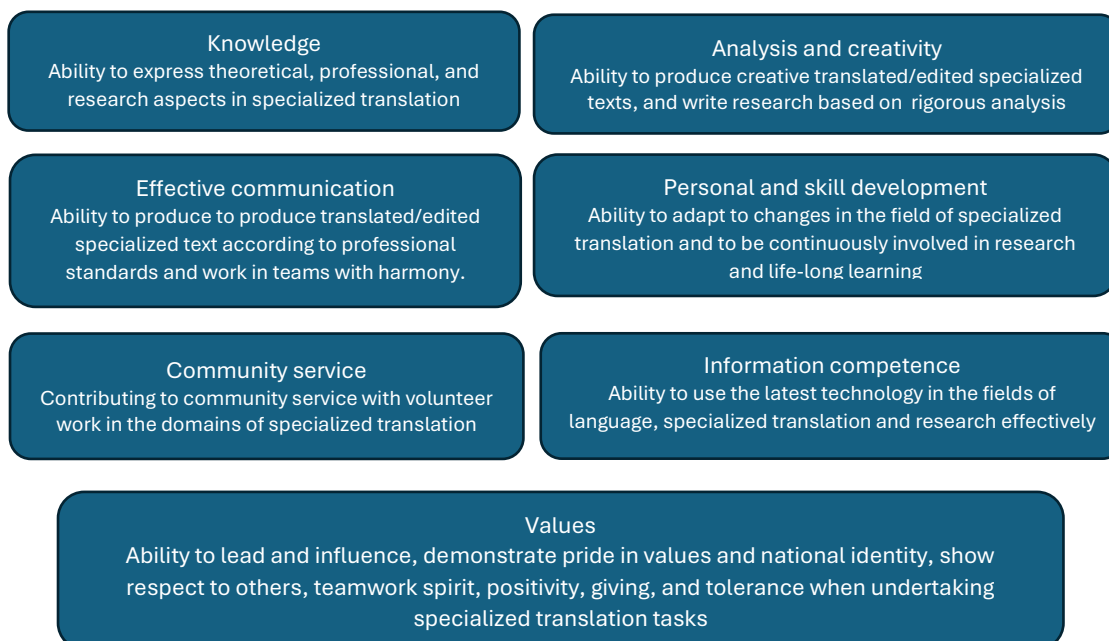 Knowledge
Ability to express theoretical, professional, and
research aspects in specialized translation
Analysis and creativity
Ability to produce creative translated/edited specialized
texts, and write research based on rigorous analysis
Effective communication
Ability to produce to produce translated/edited
specialized text according to professional
standards and work in teams with harmony.
Personal and skill development
Ability to adapt to changes in the field of specialized
translation and to be continuously involved in research
and life-long learning
Community service
Contributing to community service with volunteer
work in the domains of specialized translation
Information competence
Ability to use the latest technology in the fields of
language, specialized translation and research effectively
Values
Ability to lead and influence, demonstrate pride in values and national identity, show
respect to others, teamwork spirit, positivity, giving, and tolerance when undertaking
specialized translation tasks